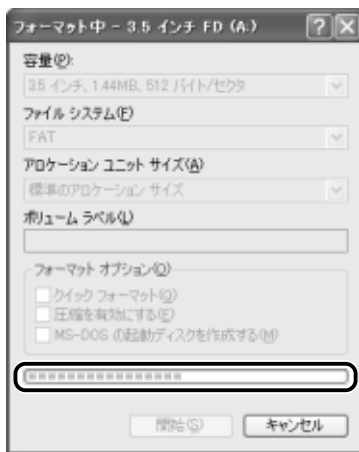 フォーマット中 - 3.5 インチ FD (A:)
容量(P):
3.5 インチ、1.44MB、512 バイト/セクタ
ファイル システム(F)
FAT
アロケーション ユニット サイズ(A)
標準のアロケーション サイズ
ボリューム ラベル(L)
フォーマット オプション(O)
クイック フォーマット(Q)
圧縮を有効にする(E)
MS-DOS の起動ディスクを作成する(M)
開始(S) キャンセル